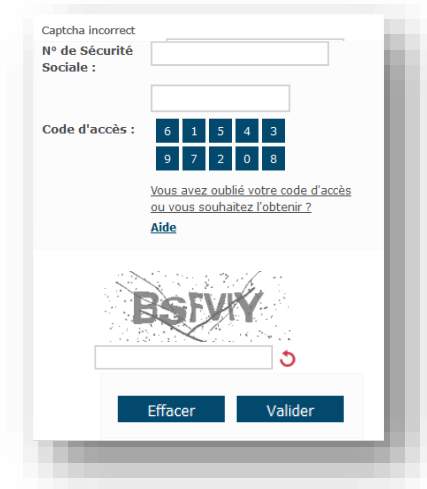 Captcha incorrect
N° de Sécurité
Sociale :
Code d'accès :
6 1 5 4 3
9 7 2 0 8
Vous avez oublié votre code d'accès
ou vous souhaitez l'obtenir ?
Aide
Effacer Valider